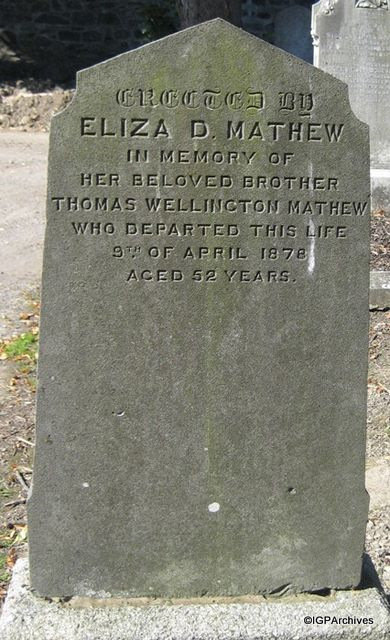 ERECTED BY
ELIZA D. MATHEW
IN MEMORY OF
HER BELOVED BROTHER
THOMAS WELLINGTON MATHEW
WHO DEPARTED THIS LIFE
9TH OF APRIL 1878
AGED 52 YEARS.
©IGPArchives